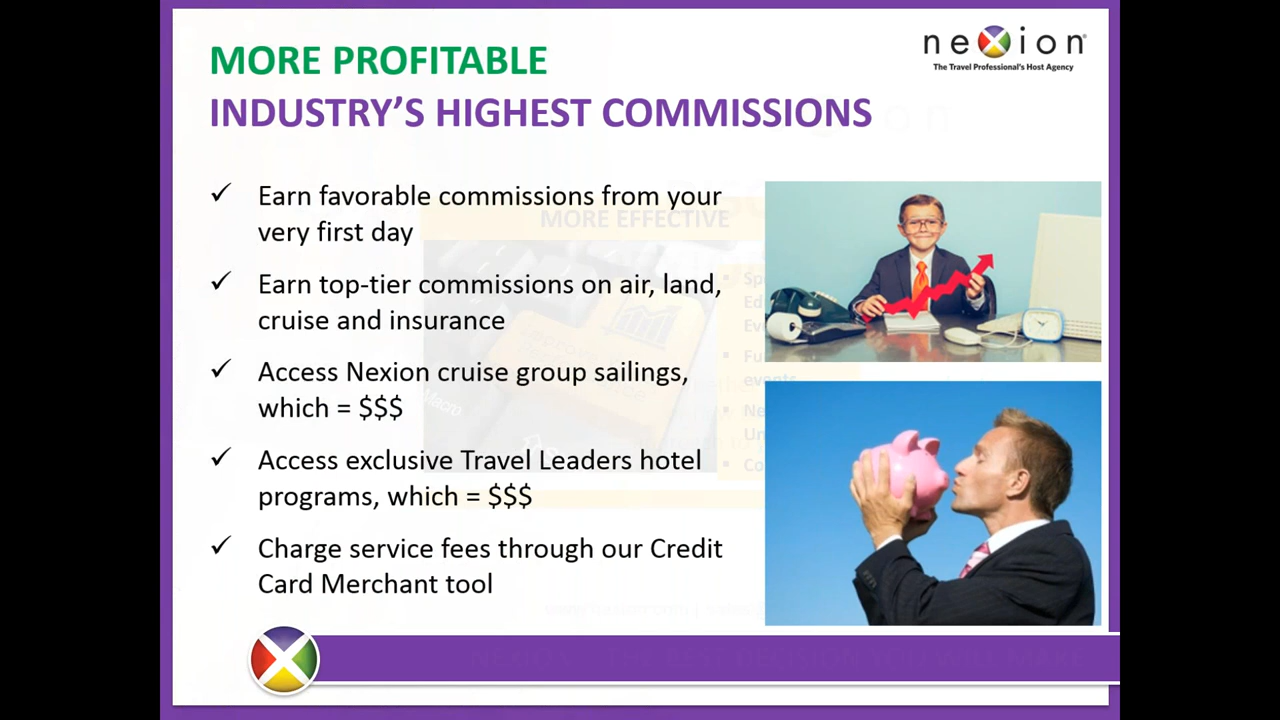 MORE PROFITABLE
INDUSTRY'S HIGHEST COMMISSIONS
nexion
The Travel Professional's Host Agency
✓ Earn favorable commissions from your
very first day
✓ Earn top-tier commissions on air, land,
cruise and insurance
✓ Access Nexion cruise group sailings,
which = $$$
✓ Access exclusive Travel Leaders hotel
programs, which = $$$
✓ Charge service fees through our Credit
Card Merchant tool
MORE EFFECTIVE